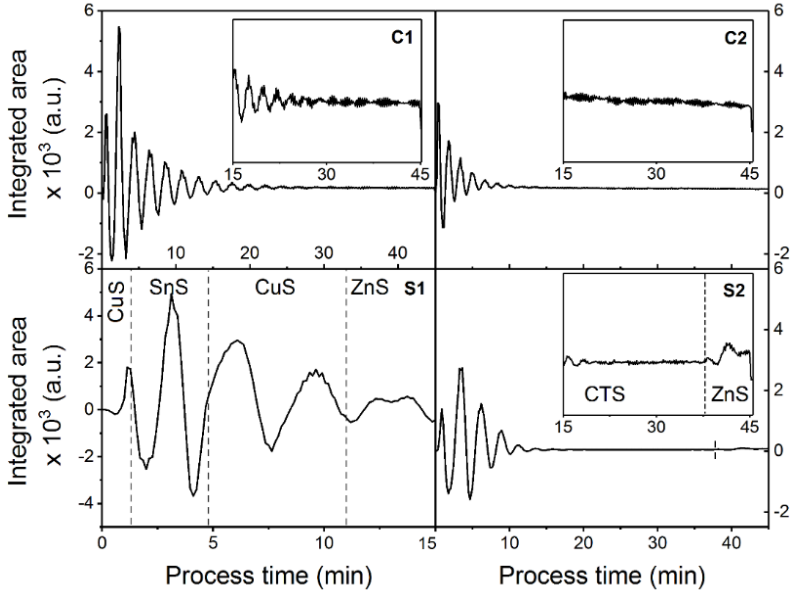 6
4
2
0
-2
Integrated area
x 10³ (a.u.)
C1
15 30 45
10 20 30 40
C2
15 30 45
6
4
2
0
-2
6
4
2
0
-2
-4
Integrated area
x 10³ (a.u.)
CuS SnS CuS ZnS S1
0 5 10 15
Process time (min)
S2
CTS ZnS
15 30 45
6
4
2
0
-2
10 20 30 40
Process time (min)